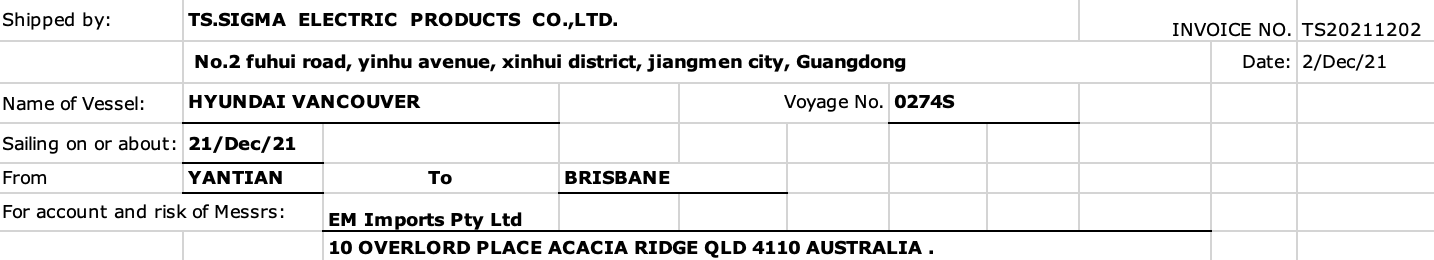 Shipped by: TS.SIGMA ELECTRIC PRODUCTS CO.,LTD.
INVOICE NO. TS20211202
No.2 fuhui road, yinhu avenue, xinhui district, jiangmen city, Guangdong Date: 2/Dec/21
Name of Vessel: HYUNDAI VANCOUVER Voyage No. 0274S
Sailing on or about: 21/Dec/21
From YANTIAN To BRISBANE
For account and risk of Messrs: EM Imports Pty Ltd
10 OVERLORD PLACE ACACIA RIDGE QLD 4110 AUSTRALIA .